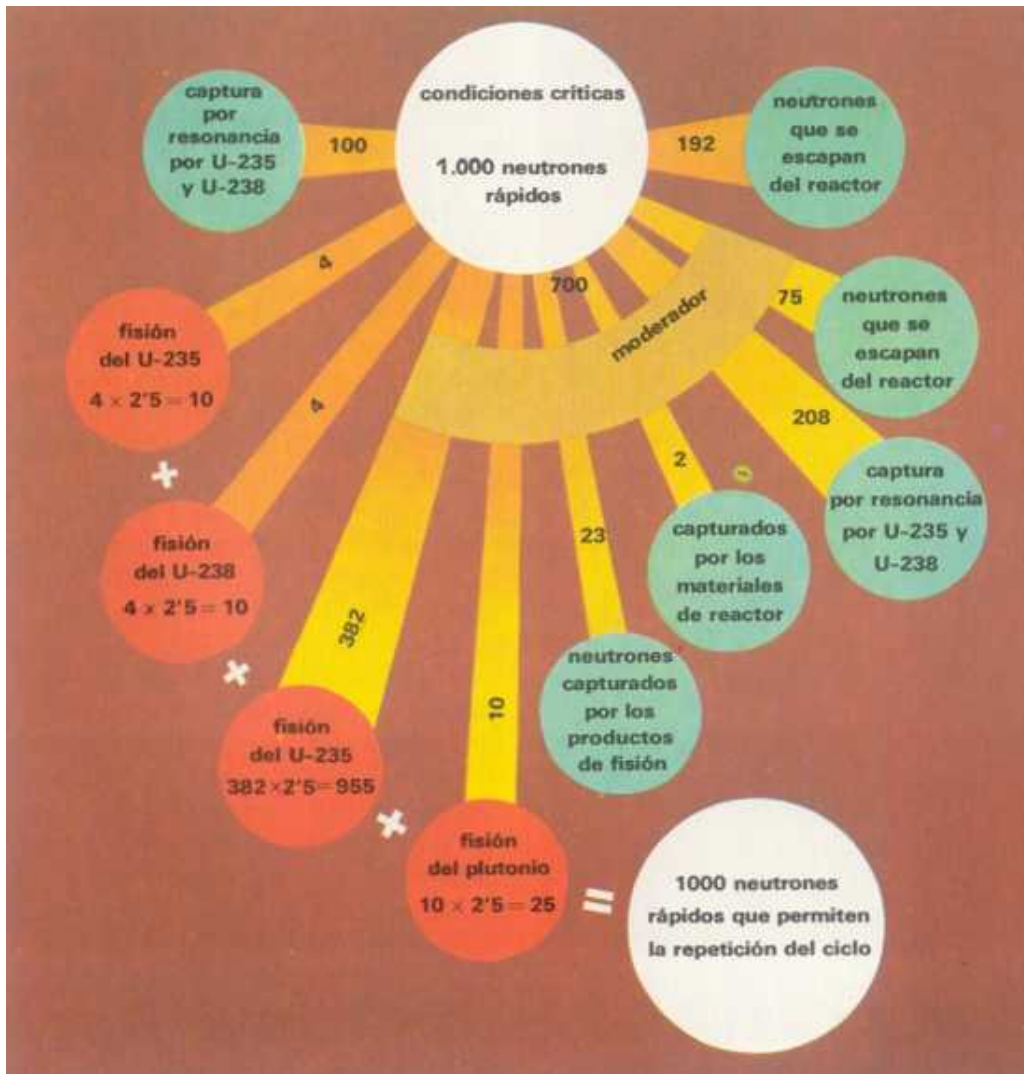 condiciones críticas
1.000 neutrones
rápidos
captura
por
resonancia
por U-235
y U-238
100
192
neutrones
que se
escapan
del reactor
4
fisión
del U-235
4 × 2'5 = 10
+
4
fisión
del U-238
4 × 2'5 = 10
+
700
moderador
75
neutrones
que se
escapan
del reactor
208
captura
por resonancia
por U-235 y
U-238
2
capturados
por los
materiales
de reactor
23
neutrones
capturados
por los
productos
de fisión
382
fisión
del U-235
382 × 2'5 = 955
+
10
fisión
del plutonio
10 × 2'5 = 25
=
1000 neutrones
rápidos que permiten
la repetición del ciclo